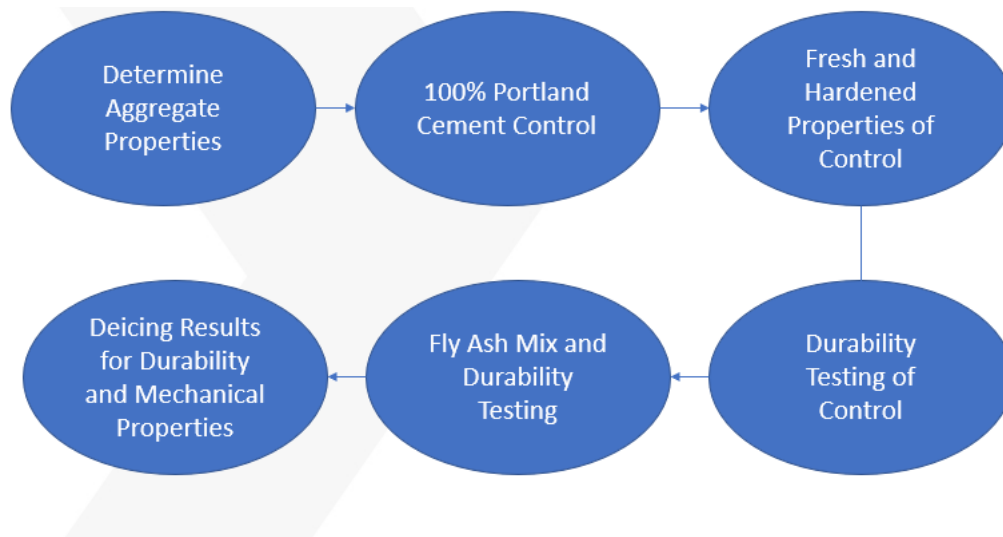 Determine
Aggregate
Properties
100% Portland
Cement Control
Fresh and
Hardened
Properties of
Control
Deicing Results
for Durability
and Mechanical
Properties
Fly Ash Mix and
Durability
Testing
Durability
Testing of
Control